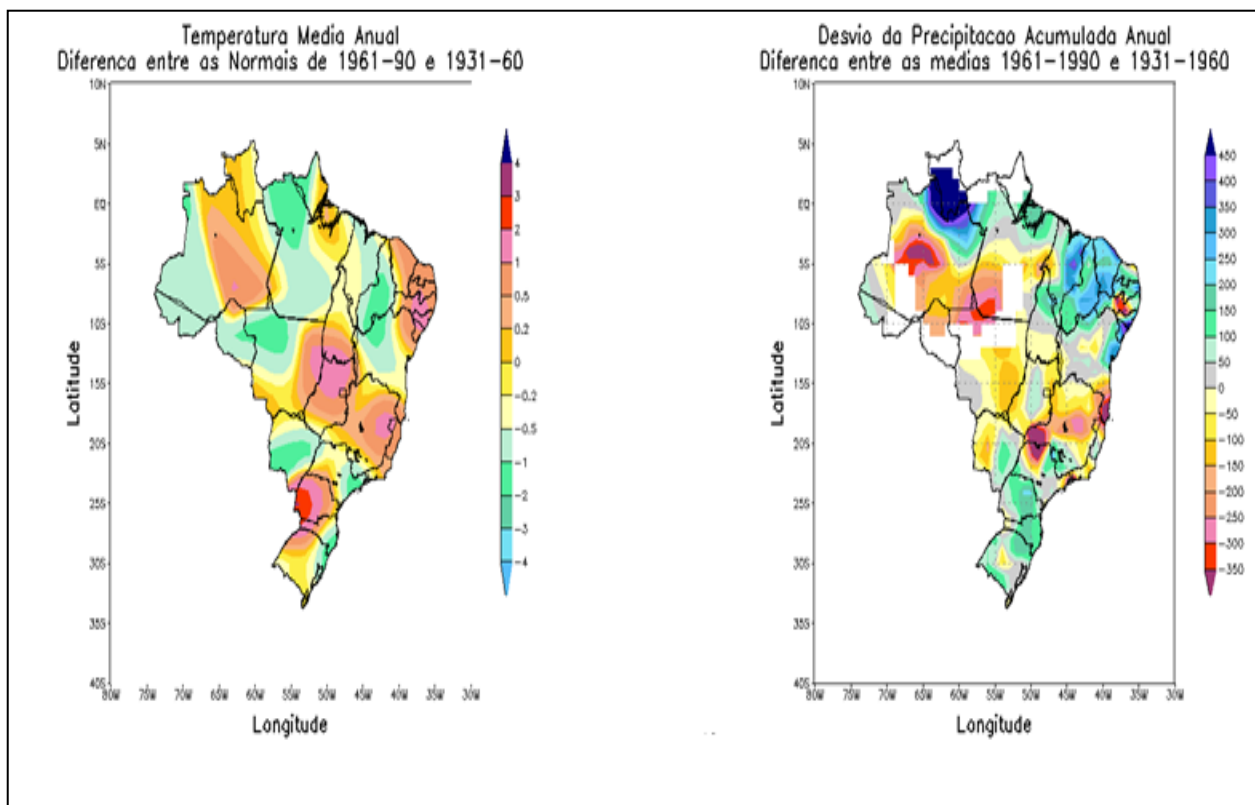 Temperatura Media Anual
Diferenca entre as Normais de 1961-90 e 1931-60
10N
5N
EQ
5S
10S
15S
20S
25S
30S
35S
40S
80W 75W 70W 65W 60W 55W 50W 45W 40W 35W 30W
Latitude
Longitude
4
3
2
1
0.5
0.2
0
-0.2
-0.5
-1
-2
-3
-4
Desvio da Precipitacao Acumulada Anual
Diferenca entre as medias 1961-1990 e 1931-1960
10N
5N
EQ
5S
10S
15S
20S
25S
30S
35S
40S
80W 75W 70W 65W 60W 55W 50W 45W 40W 35W 30W
Latitude
Longitude
450
400
350
300
250
200
150
100
50
0
-50
-100
-150
-200
-250
-300
-350